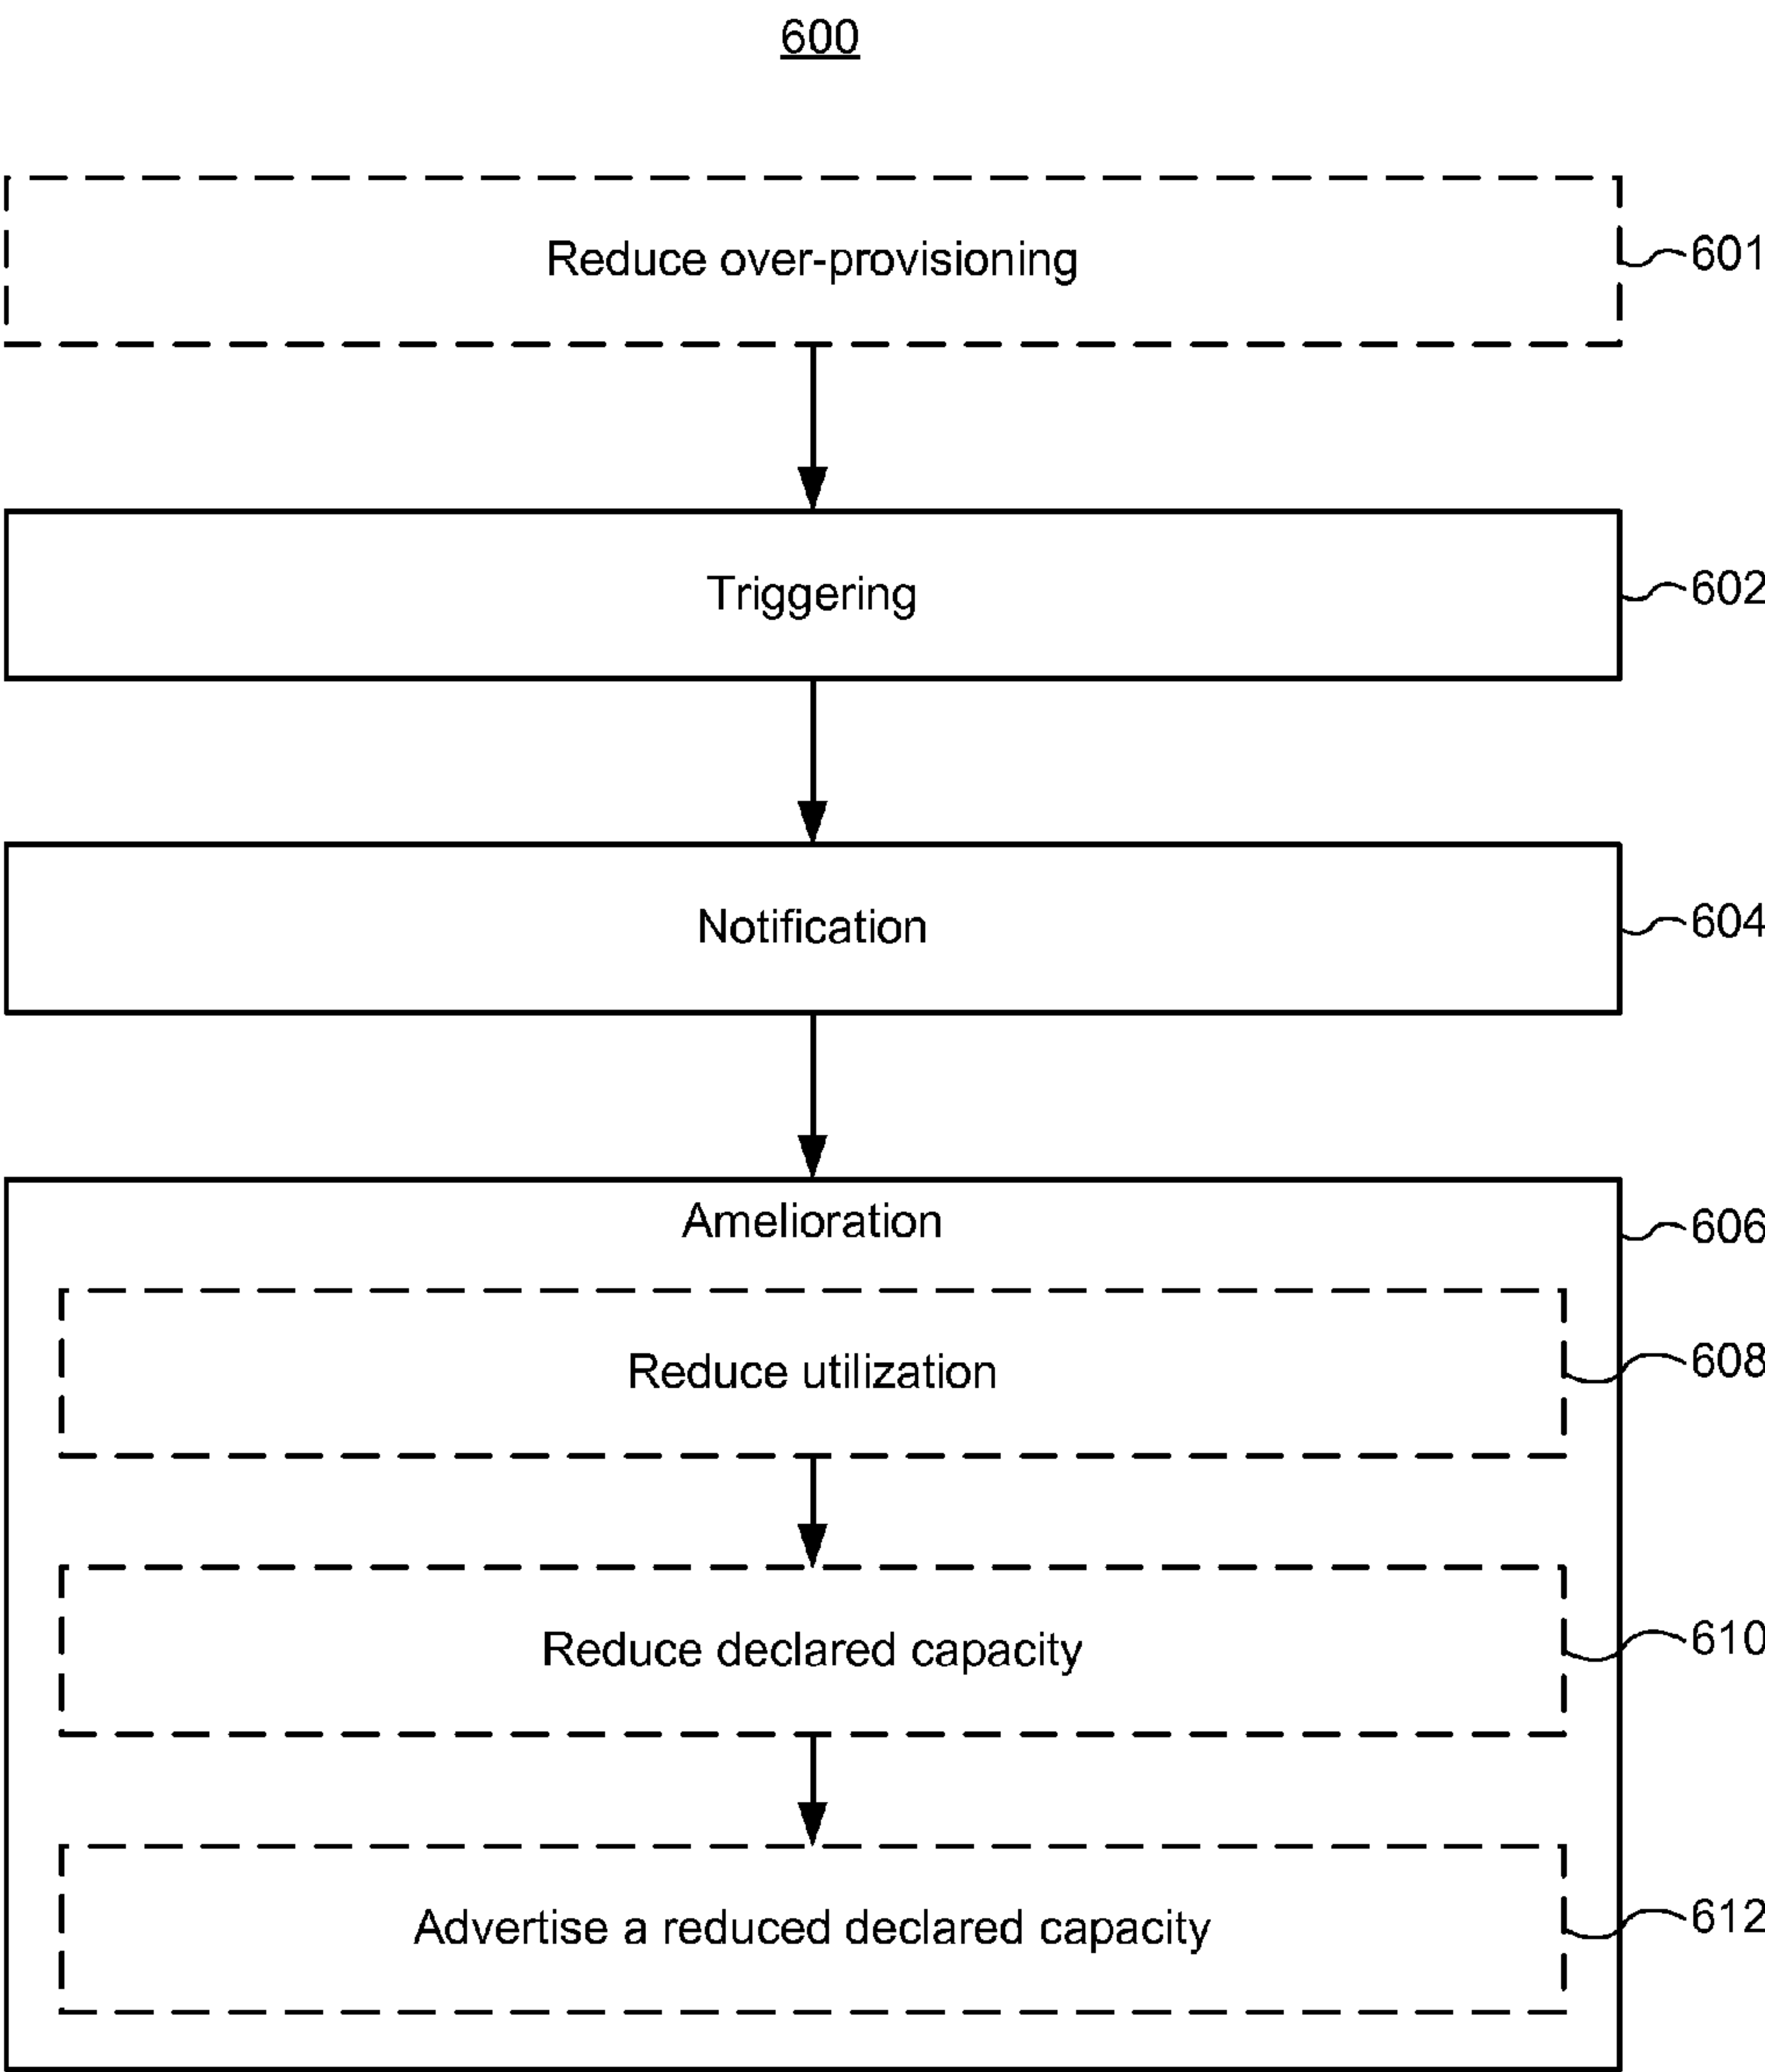 600
Reduce over-provisioning
601
Triggering
602
Notification
604
Amelioration
606
Reduce utilization
608
Reduce declared capacity
610
Advertise a reduced declared capacity
612